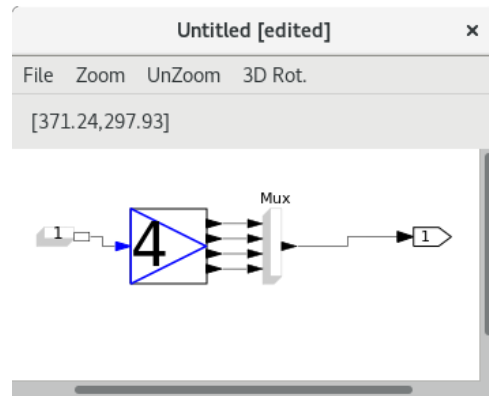 Untitled [edited] ×
File Zoom UnZoom 3D Rot.
[371.24,297.93]
Mux
1 4 1